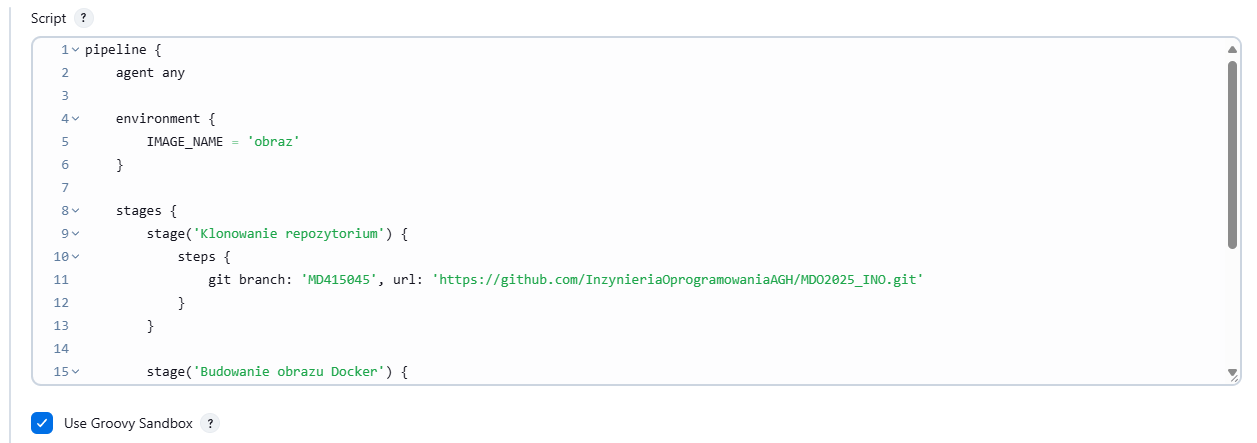 Script ?
1 pipeline {
2     agent any
3
4     environment {
5         IMAGE_NAME = 'obraz'
6     }
7
8     stages {
9         stage('Klonowanie repozytorium') {
10             steps {
11                 git branch: 'MD415045', url: 'https://github.com/InzynieriaOprogramowaniaAGH/MDO2025_INO.git'
12             }
13         }
14
15         stage('Budowanie obrazu Docker') {
Use Groovy Sandbox ?